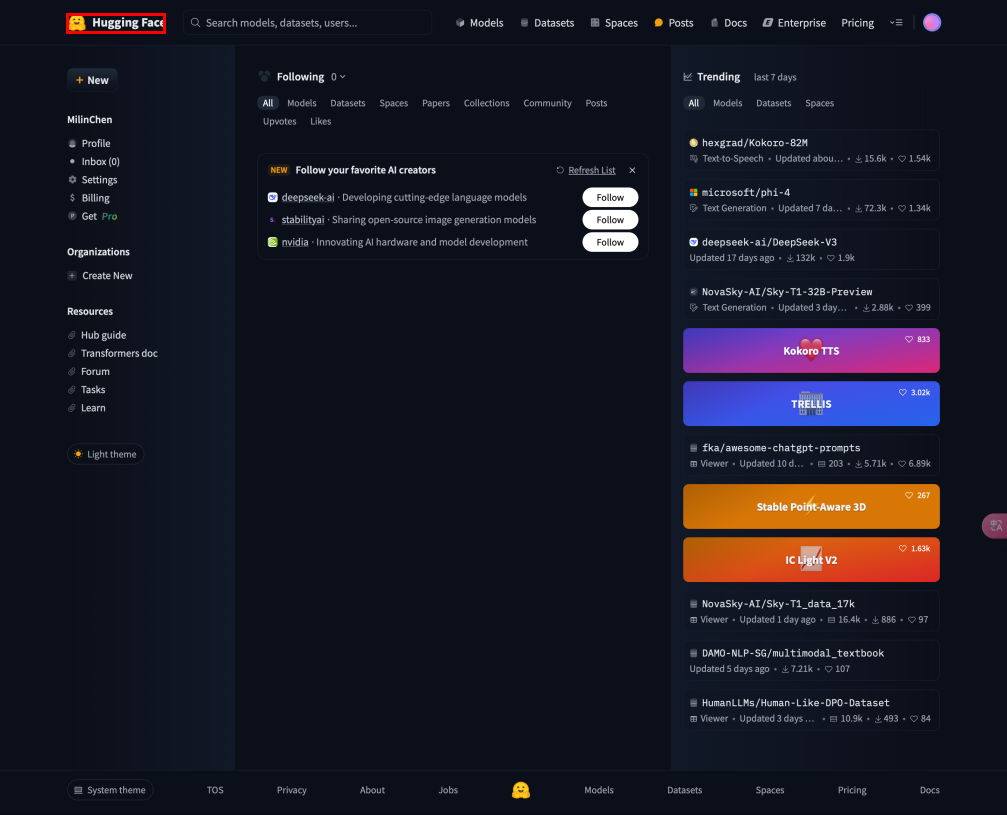 Hugging Face
Search models, datasets, users...
Models
Datasets
Spaces
Posts
Docs
Enterprise
Pricing
+ New
MilinChen
Profile
Inbox (0)
Settings
Billing
Get Pro
Organizations
Create New
Resources
Hub guide
Transformers doc
Forum
Tasks
Learn
Light theme
Following 0
All Models Datasets Spaces Papers Collections Community Posts
Upvotes Likes
NEW Follow your favorite AI creators
Refresh List
deepseek-ai · Developing cutting-edge language models Follow
stabilityai · Sharing open-source image generation models Follow
nvidia · Innovating AI hardware and model development Follow
Trending last 7 days
All Models Datasets Spaces
hexgrad/Kokoro-82M
Text-to-Speech • Updated abou... • 15.6k • 1.54k
microsoft/phi-4
Text Generation • Updated 7 da... • 72.3k • 1.34k
deepseek-ai/DeepSeek-V3
Updated 17 days ago • 132k • 1.9k
NovaSky-AI/Sky-T1-32B-Preview
Text Generation • Updated 3 day... • 2.88k • 399
833
Kokoro TTS
3.02k
TRELLIS
fka/awesome-chatgpt-prompts
Viewer • Updated 10 d... • 203 • 5.71k • 6.89k
267
Stable Point-Aware 3D
1.63k
IC Light V2
NovaSky-AI/Sky-T1_data_17k
Viewer • Updated 1 day ago • 16.4k • 886 • 97
DAMO-NLP-SG/multimodal_textbook
Updated 5 days ago • 7.21k • 107
HumanLLMs/Human-Like-DPO-Dataset
Viewer • Updated 3 days ... • 10.9k • 493 • 84
System theme
TOS
Privacy
About
Jobs
Models
Datasets
Spaces
Pricing
Docs